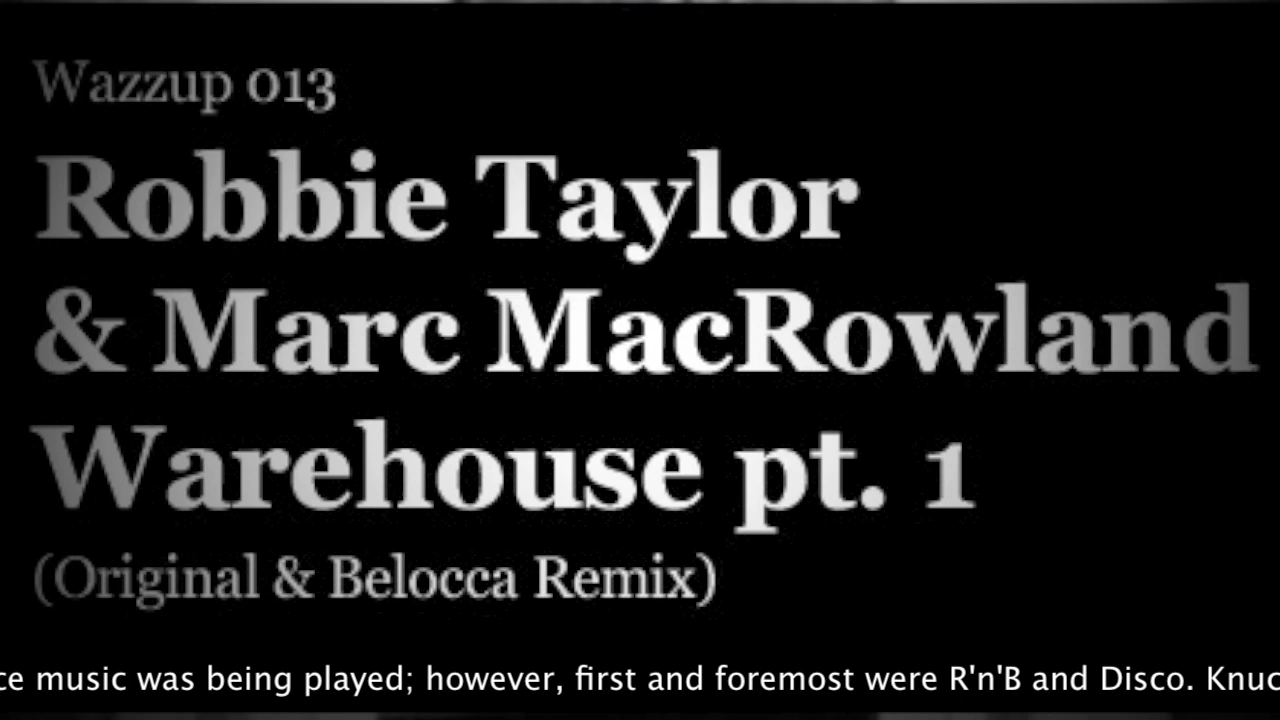 Wazzup 013
Robbie Taylor
& Marc MacRowland
Warehouse pt. 1
(Original & Belocca Remix)
music was being played; however, first and foremost were R'n'B and Disco.